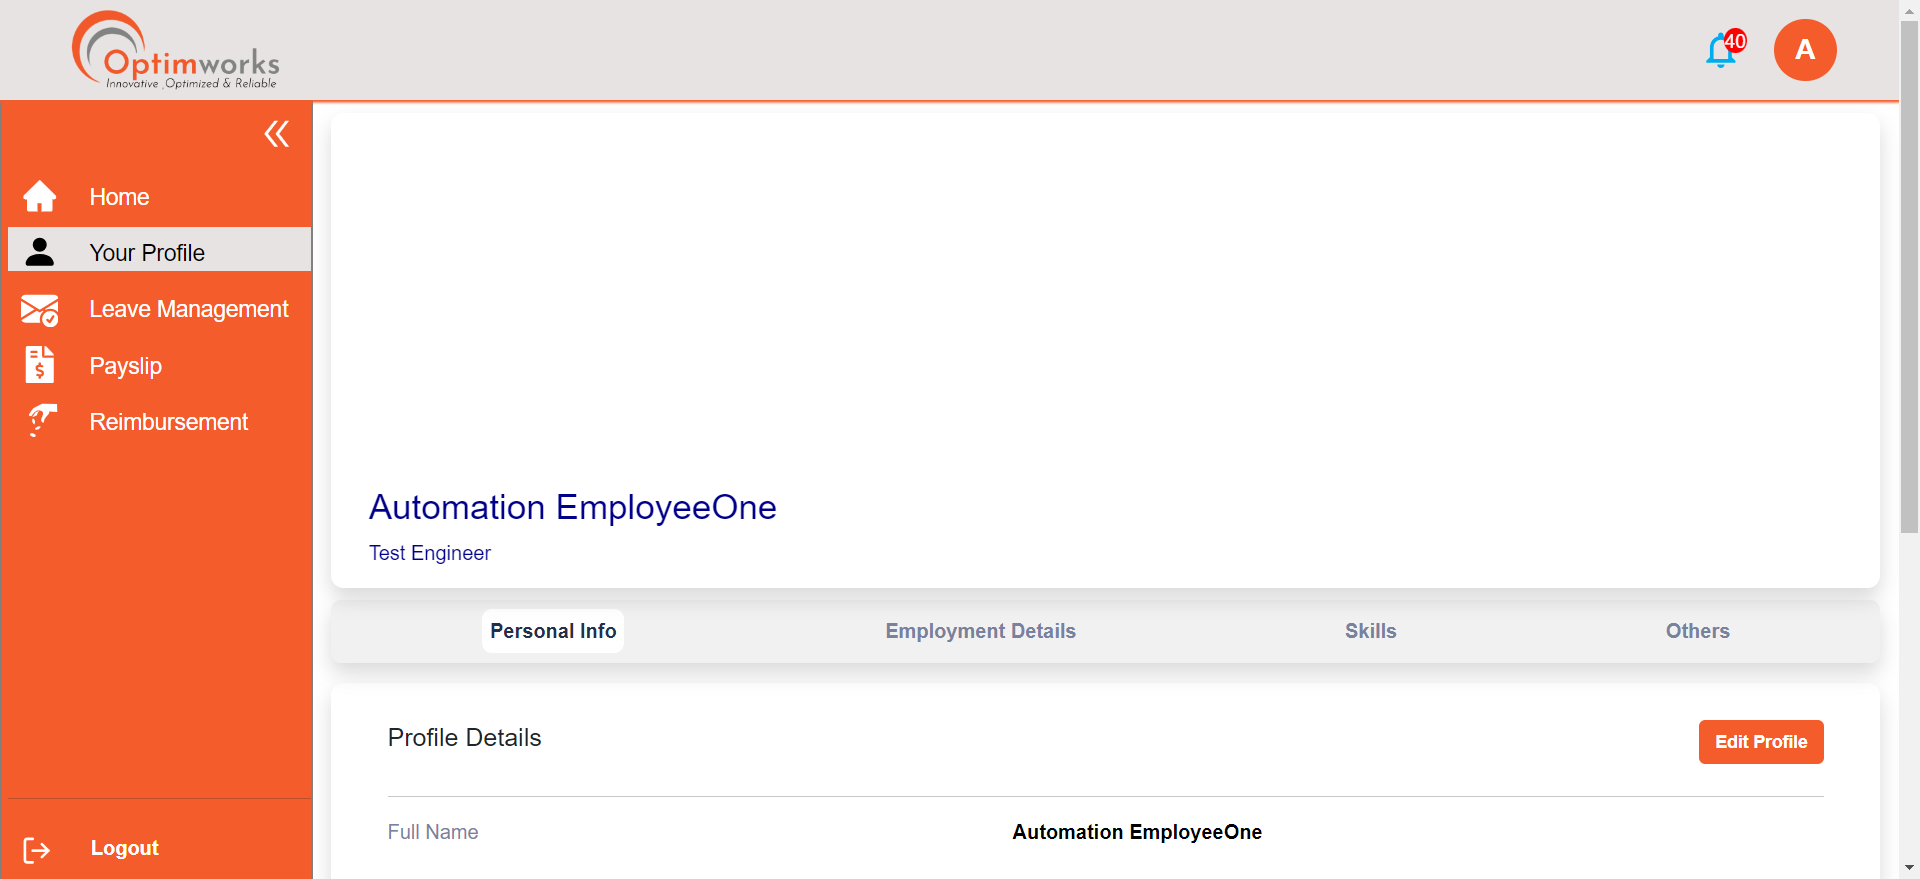 Optimworks
Innovative ,Optimized & Reliable
40
A
Home
Your Profile
Leave Management
Payslip
Reimbursement
Logout
Automation EmployeeOne
Test Engineer
Personal Info
Employment Details
Skills
Others
Profile Details
Edit Profile
Full Name
Automation EmployeeOne